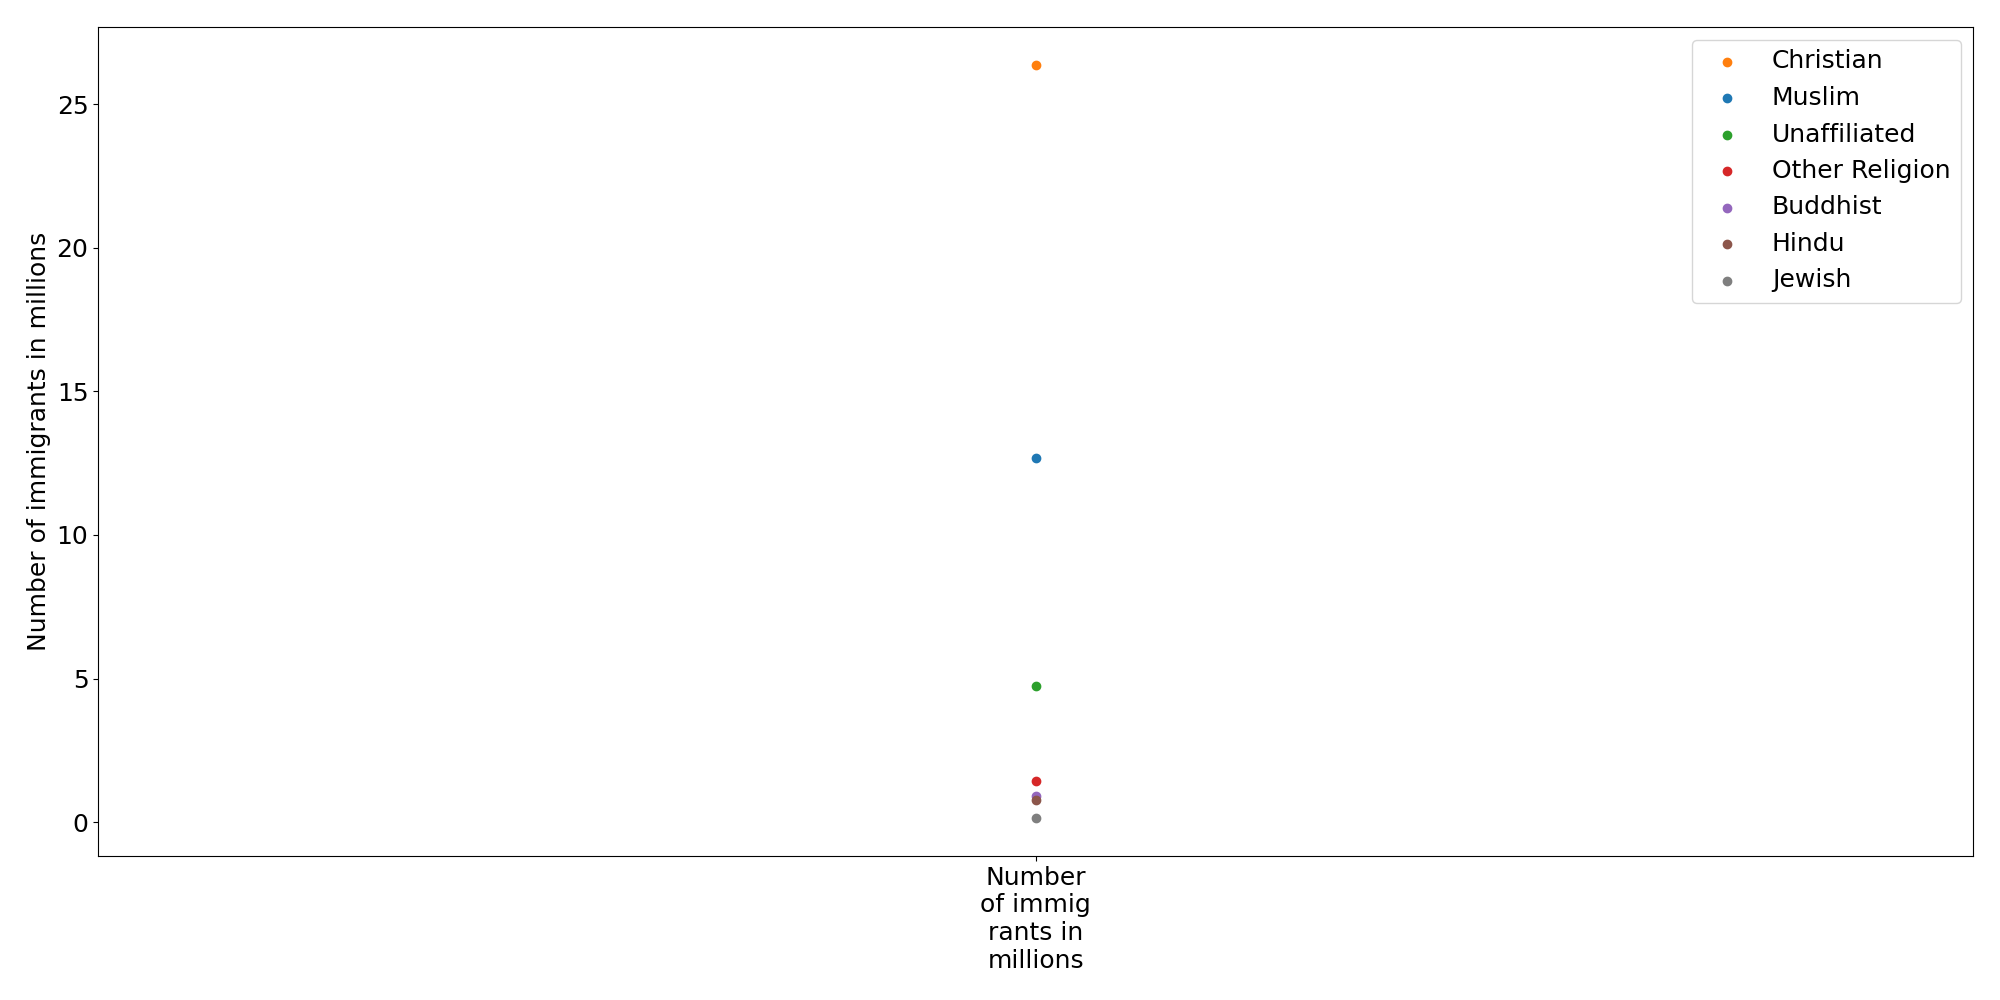 Number of immigrants in millions
25
20
15
10
5
0
Christian
Muslim
Unaffiliated
Other Religion
Buddhist
Hindu
Jewish
Number
of immig
rants in
millions